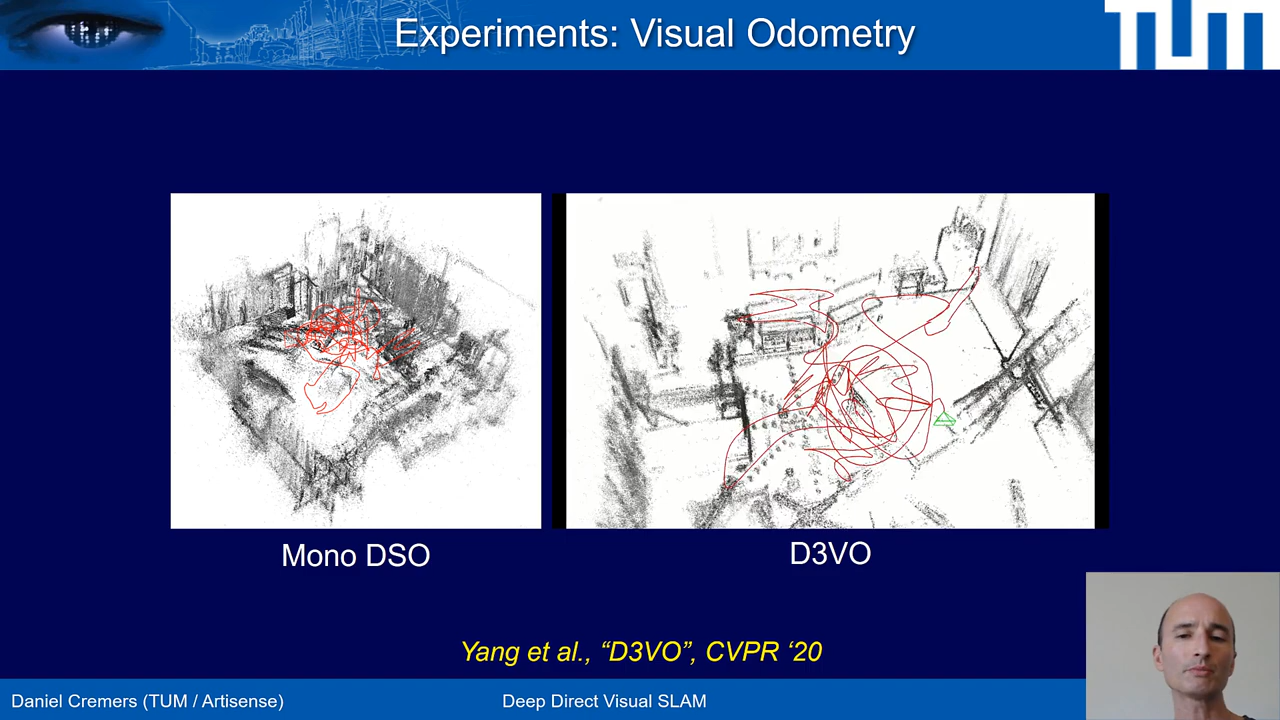 Experiments: Visual Odometry
TUM
Mono DSO
D3VO
Yang et al., “D3VO”, CVPR ‘20
Daniel Cremers (TUM / Artisense)
Deep Direct Visual SLAM